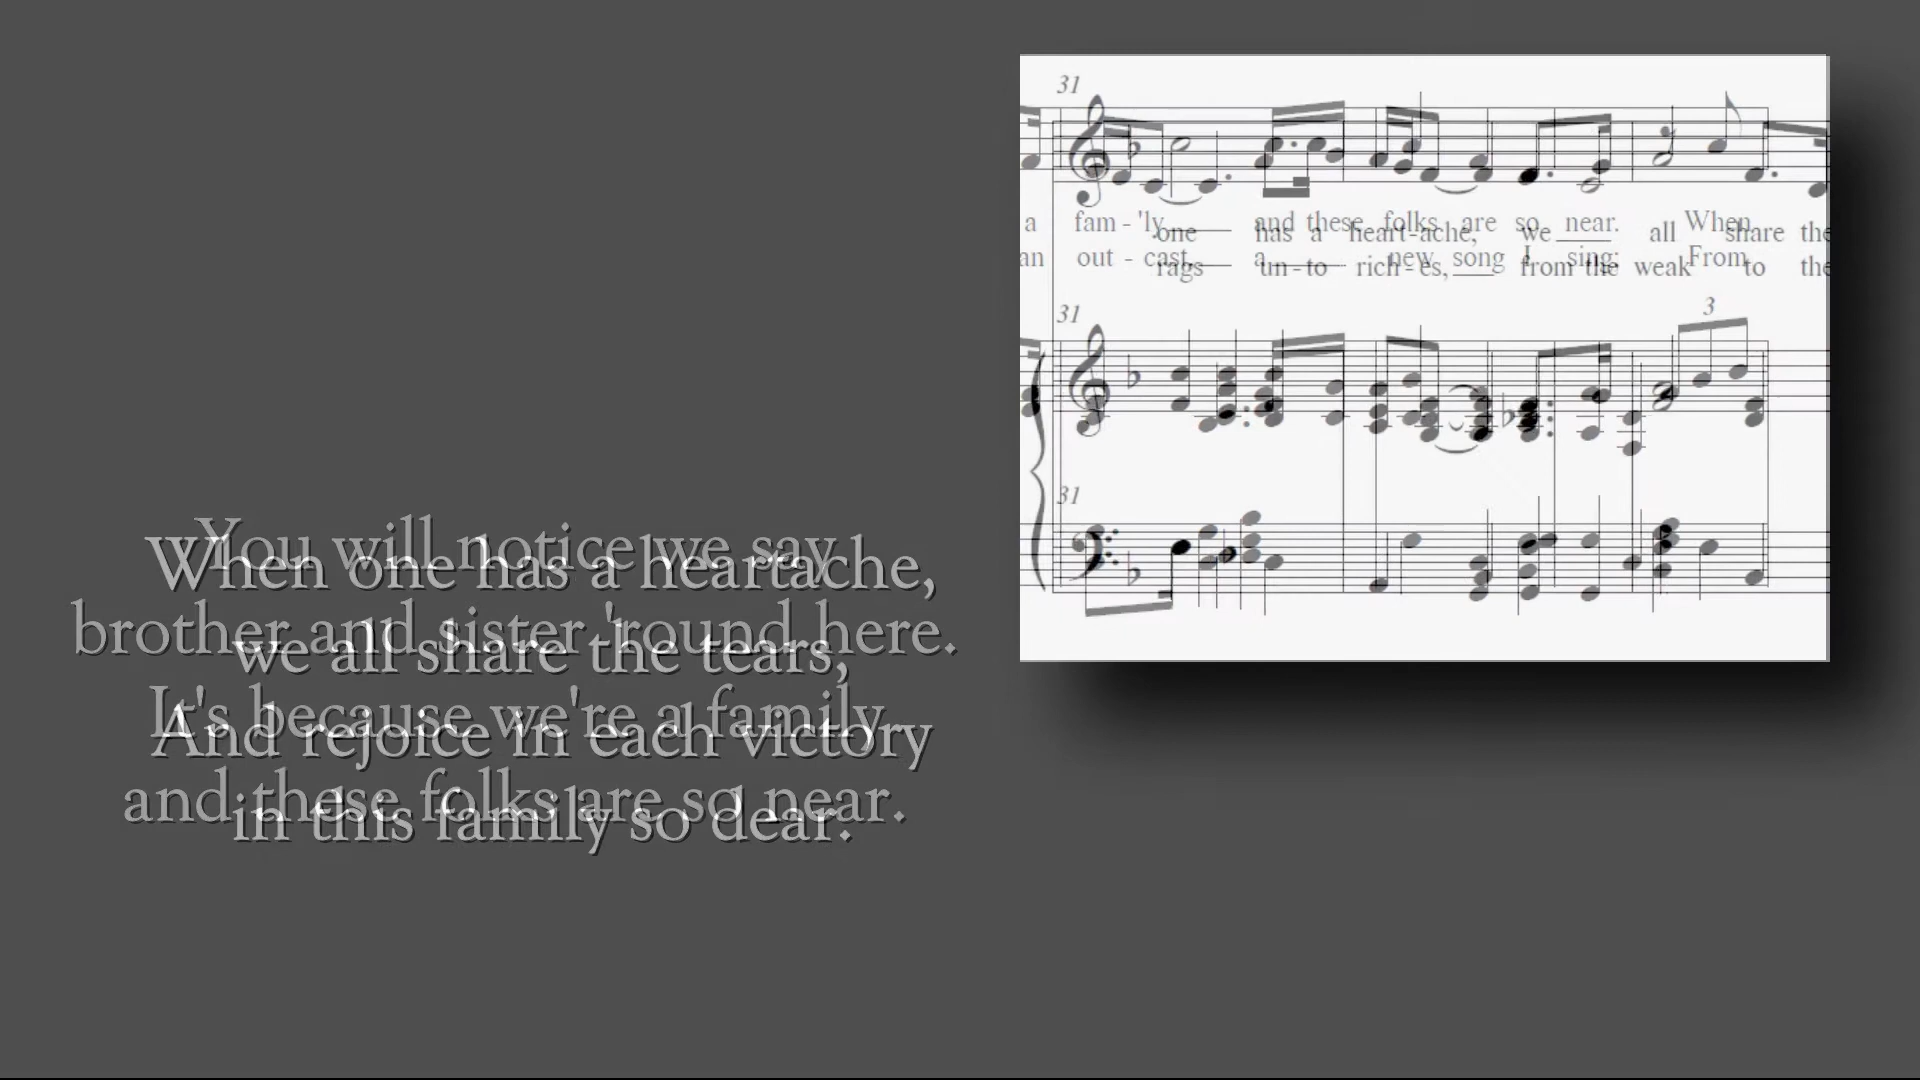 You will notice we say
brother and sister 'round here.
It's because we're a family
and these folks are so near.
When one has a heartache,
we all share the tears,
And rejoice in each victory
in this family so dear.
31
a fam - 'ly and these folks are so near. When
an out - cast, a new song I sing; From
one has a heart-ache, we all share the
rags un-to rich-es, from the weak to the
31
3
31